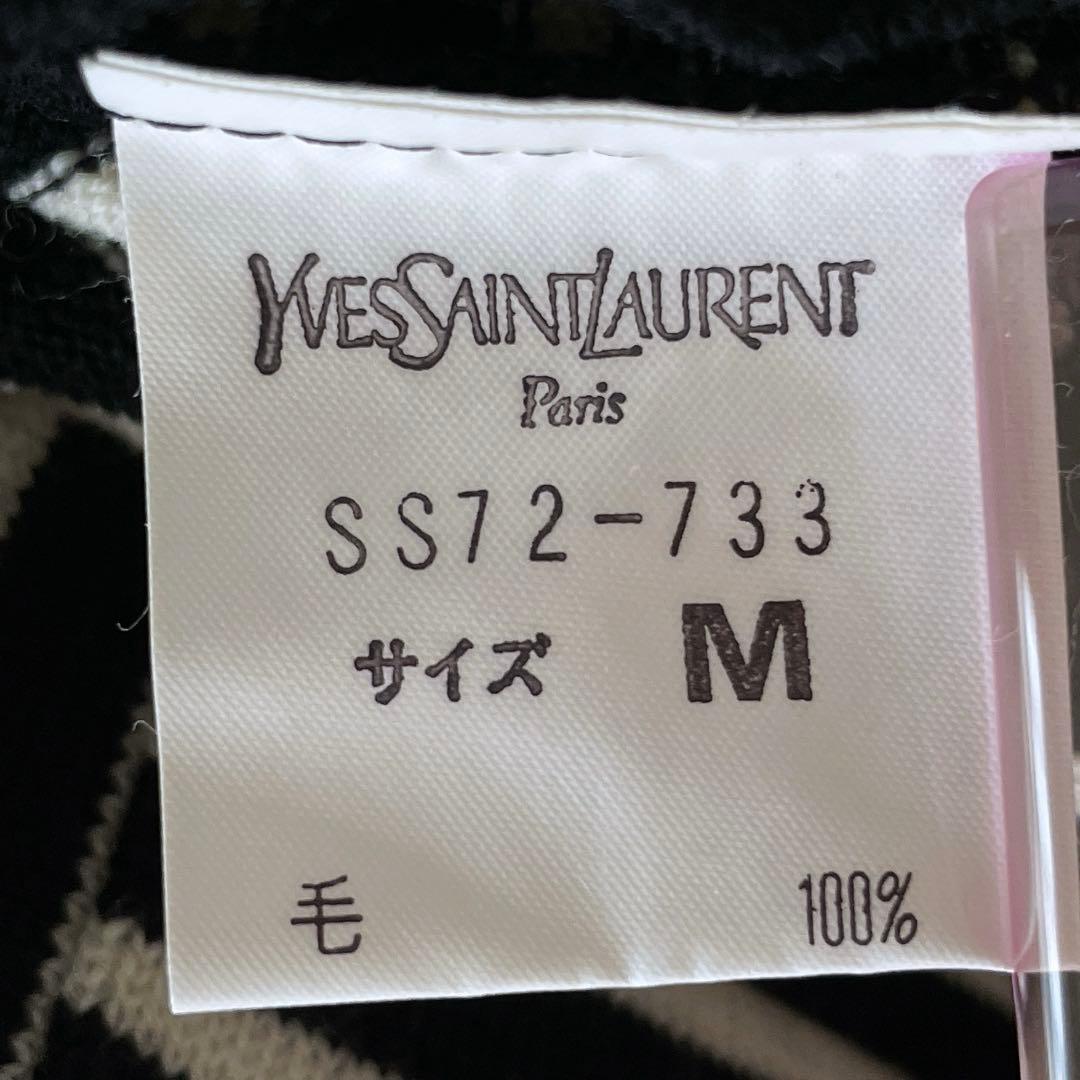 YVESSAINTLAURENT
Paris
SS72-733
サイズ M
毛 100%